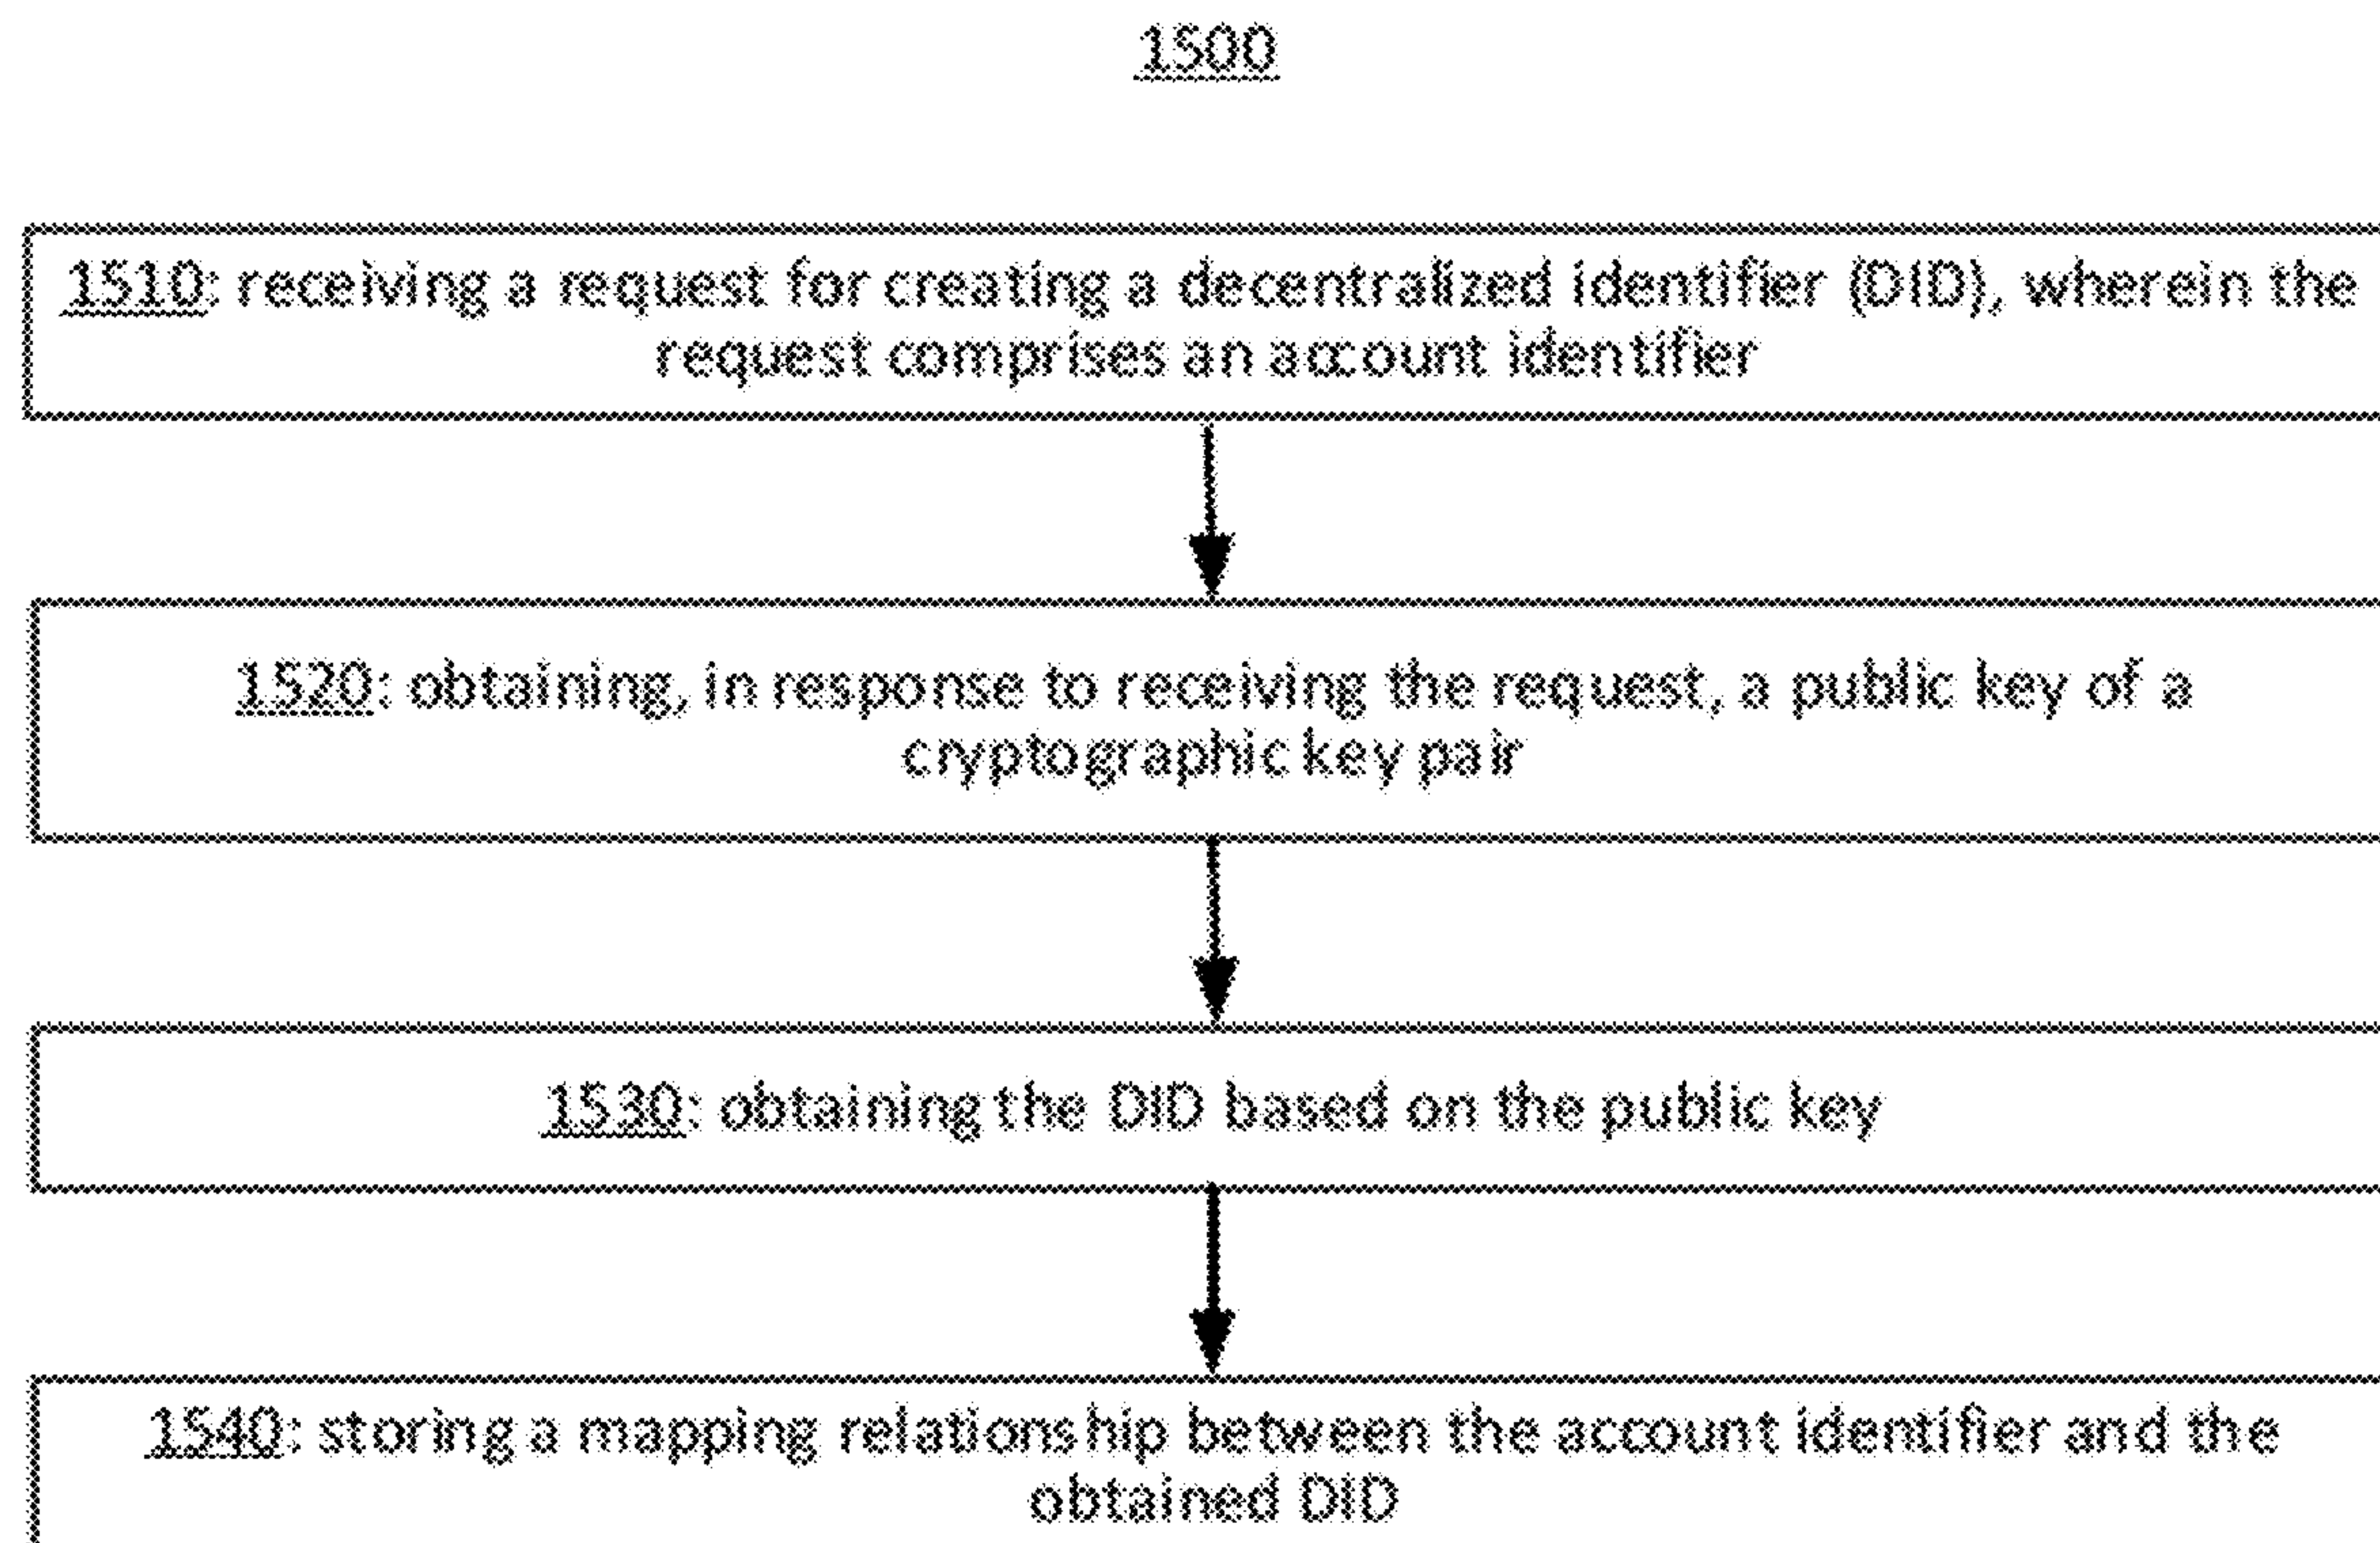 1500
1510: receiving a request for creating a decentralized identifier (DID), wherein the
request comprises an account identifier
1520: obtaining, in response to receiving the request, a public key of a
cryptographic key pair
1530: obtaining the DID based on the public key
1540: storing a mapping relationship between the account identifier and the
obtained DID